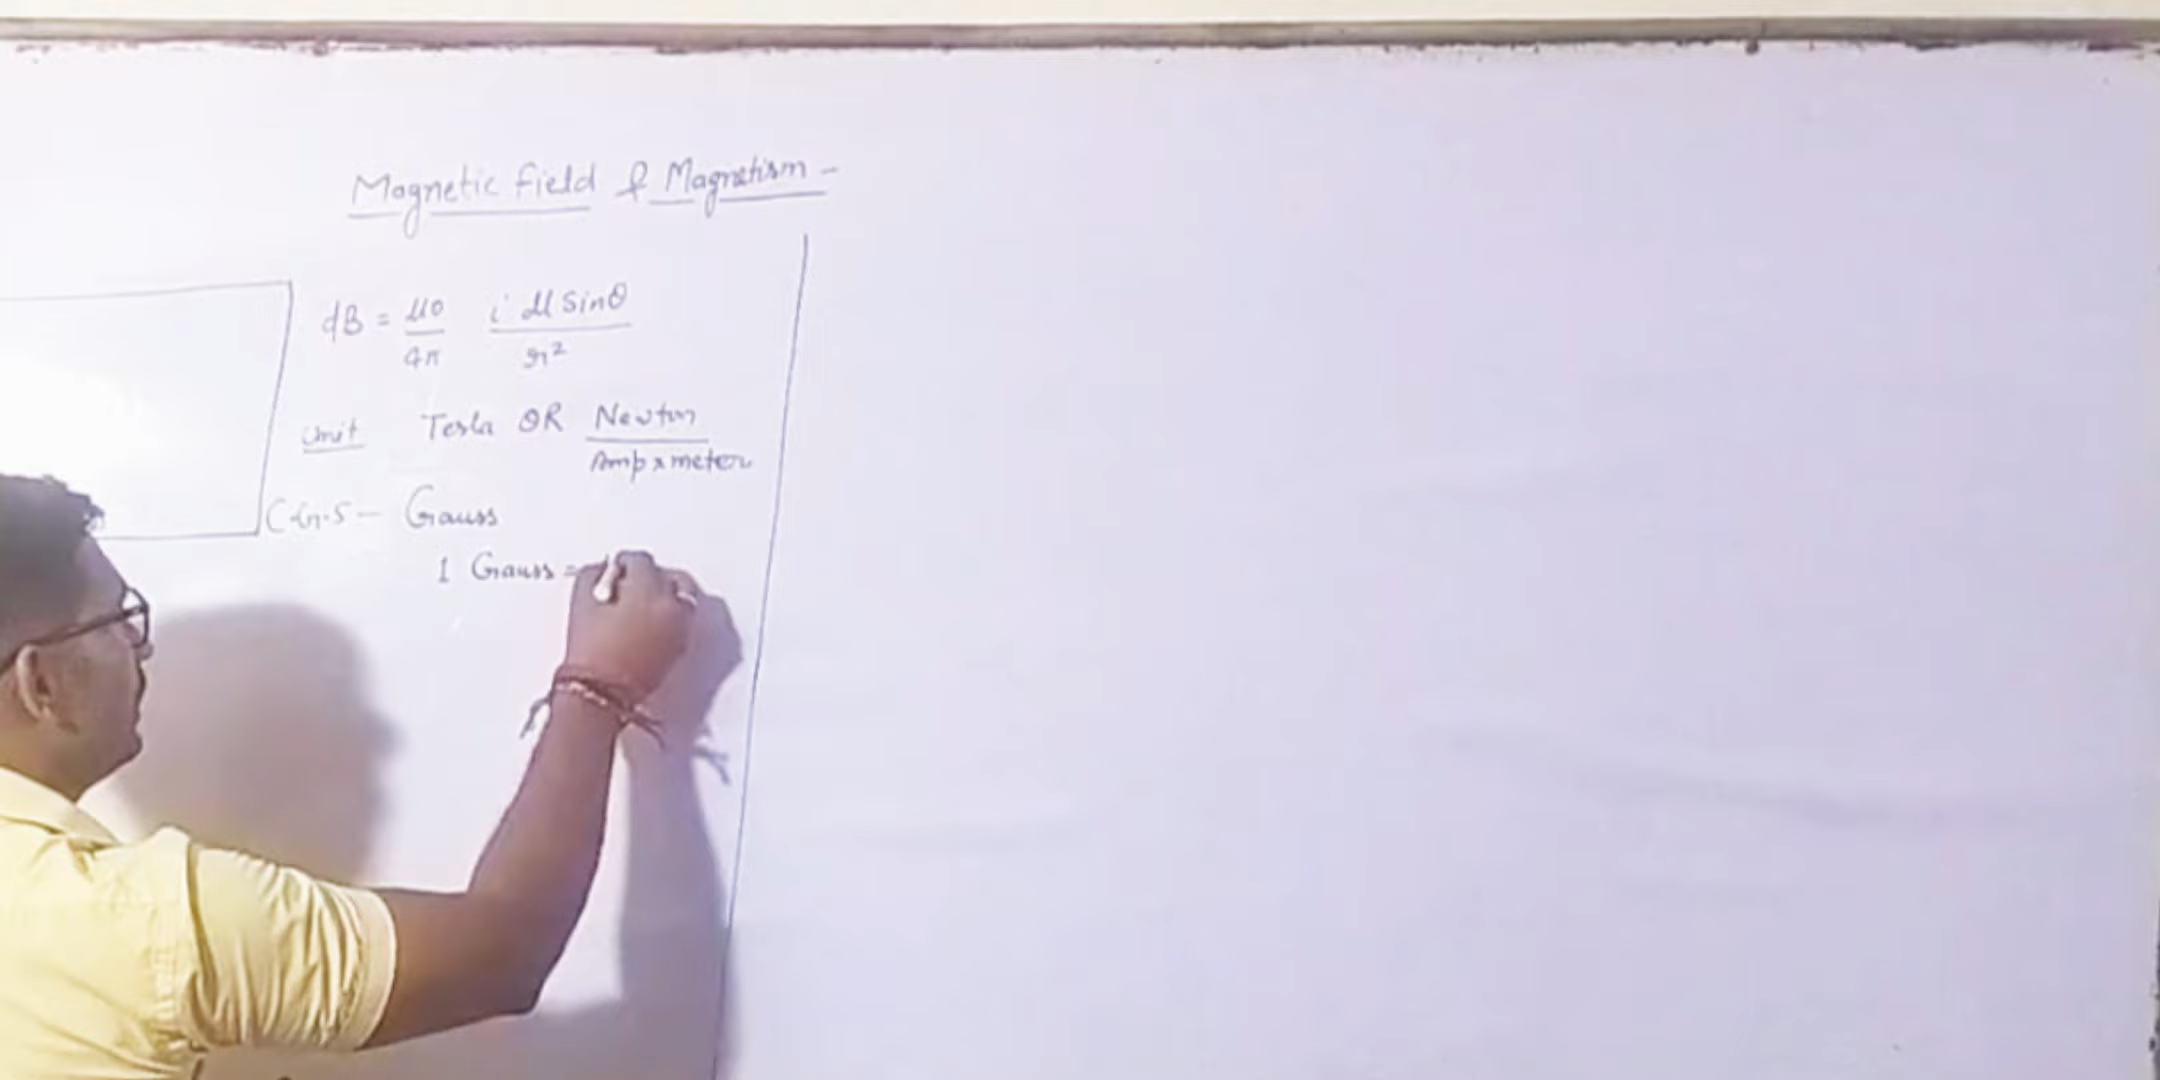 Magnetic field & Magnetism -
dB = μ0/4π i dl Sinθ/r²
Unit Tesla OR Newton/Amp x meter
C.G.S - Gauss
1 Gauss =